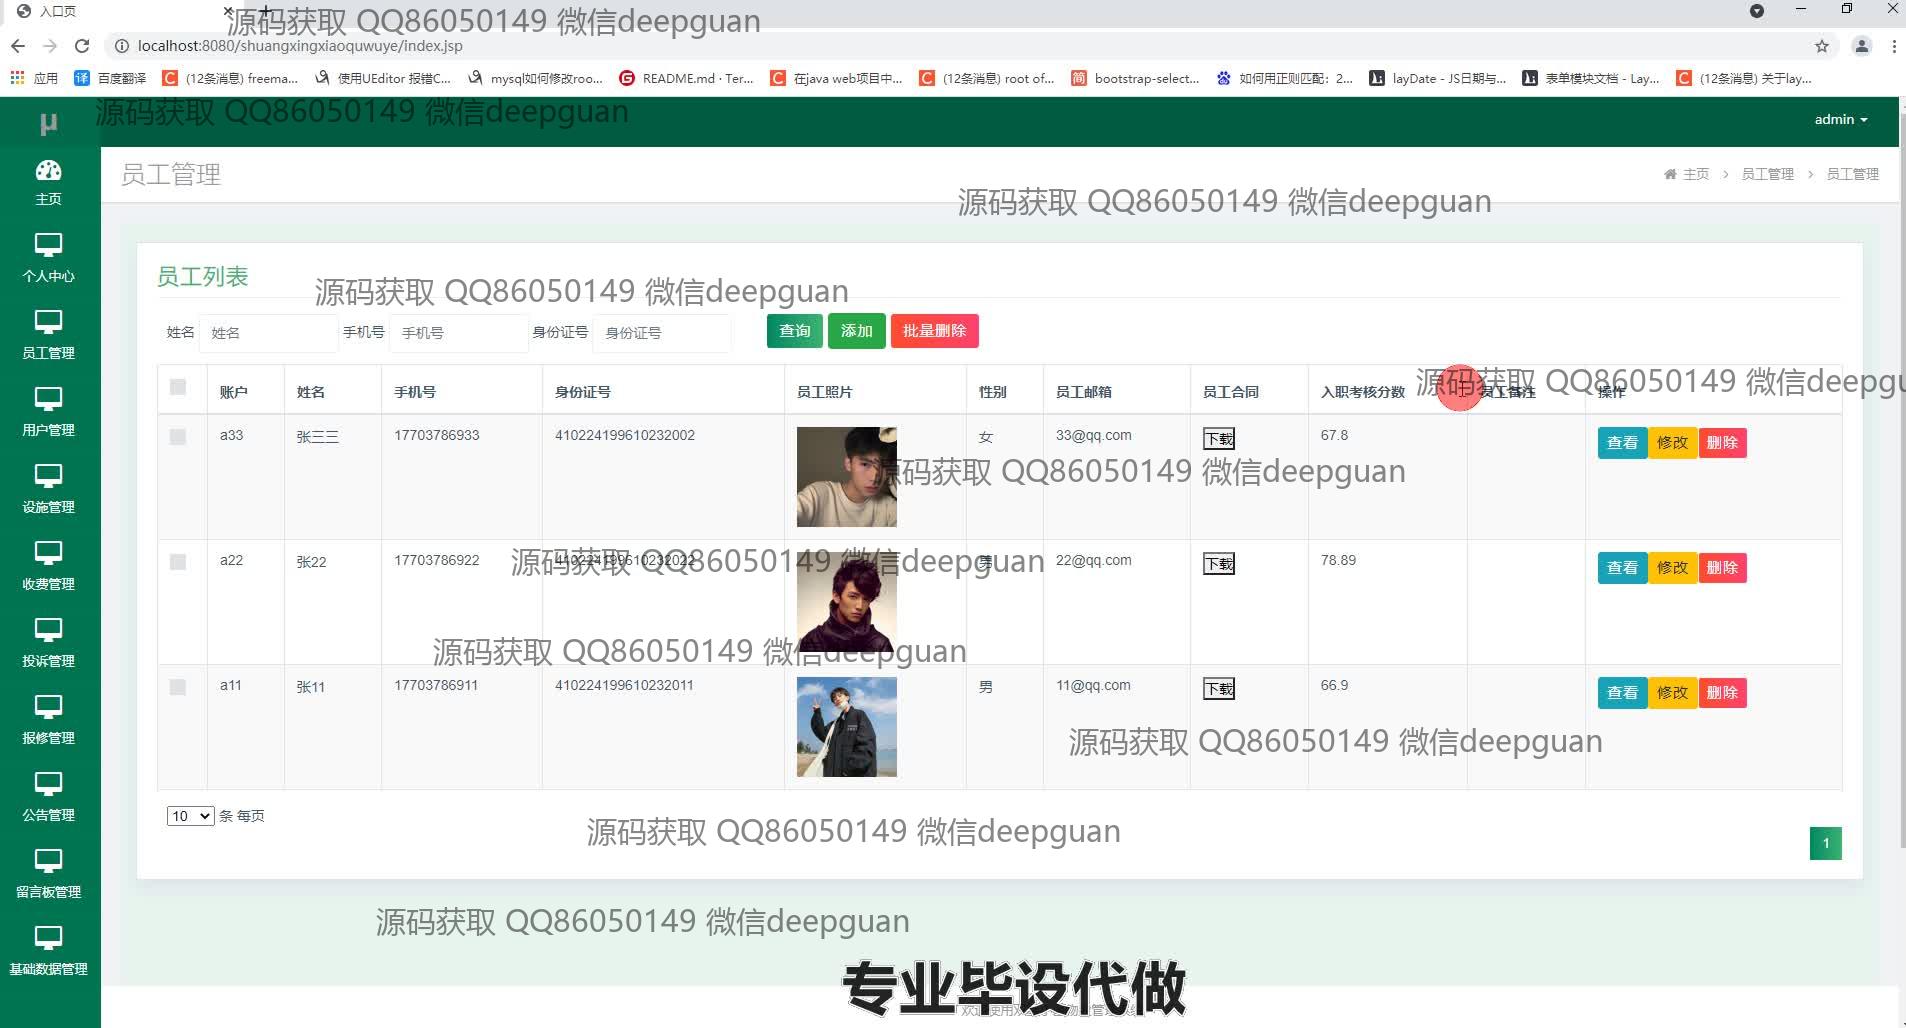 入口页
源码获取 QQ86050149 微信deepguan
localhost:8080/shuangxingxiaoquwuye/index.jsp
应用 百度翻译 (12条消息) freema... 使用UEditor 报错C... mysql如何修改roo... README.md · Ter... 在java web项目中... (12条消息) root of... bootstrap-select... 如何用正则匹配：2... layDate - JS日期与... 表单模块文档 - Lay... (12条消息) 关于lay...
μ
源码获取 QQ86050149 微信deepguan
admin
主页
个人中心
员工管理
用户管理
设施管理
收费管理
投诉管理
报修管理
公告管理
留言板管理
基础数据管理
员工管理
主页 > 员工管理 > 员工管理
源码获取 QQ86050149 微信deepguan
员工列表
源码获取 QQ86050149 微信deepguan
姓名 姓名 手机号 手机号 身份证号 身份证号 查询 添加 批量删除
源码获取 QQ86050149 微信deepgu
账户 姓名 手机号 身份证号 员工照片 性别 员工邮箱 员工合同 入职考核分数 员工备注 操作
a33 张三三 17703786933 410224199610232002 女 33@qq.com 下载 67.8 查看 修改 删除
源码获取 QQ86050149 微信deepguan
a22 张22 17703786922 410224199610232022 男 22@qq.com 下载 78.89 查看 修改 删除
源码获取 QQ86050149 微信deepguan
源码获取 QQ86050149 微信deepguan
a11 张11 17703786911 410224199610232011 男 11@qq.com 下载 66.9 查看 修改 删除
源码获取 QQ86050149 微信deepguan
10 条 每页
源码获取 QQ86050149 微信deepguan
1
源码获取 QQ86050149 微信deepguan
专业毕设代做